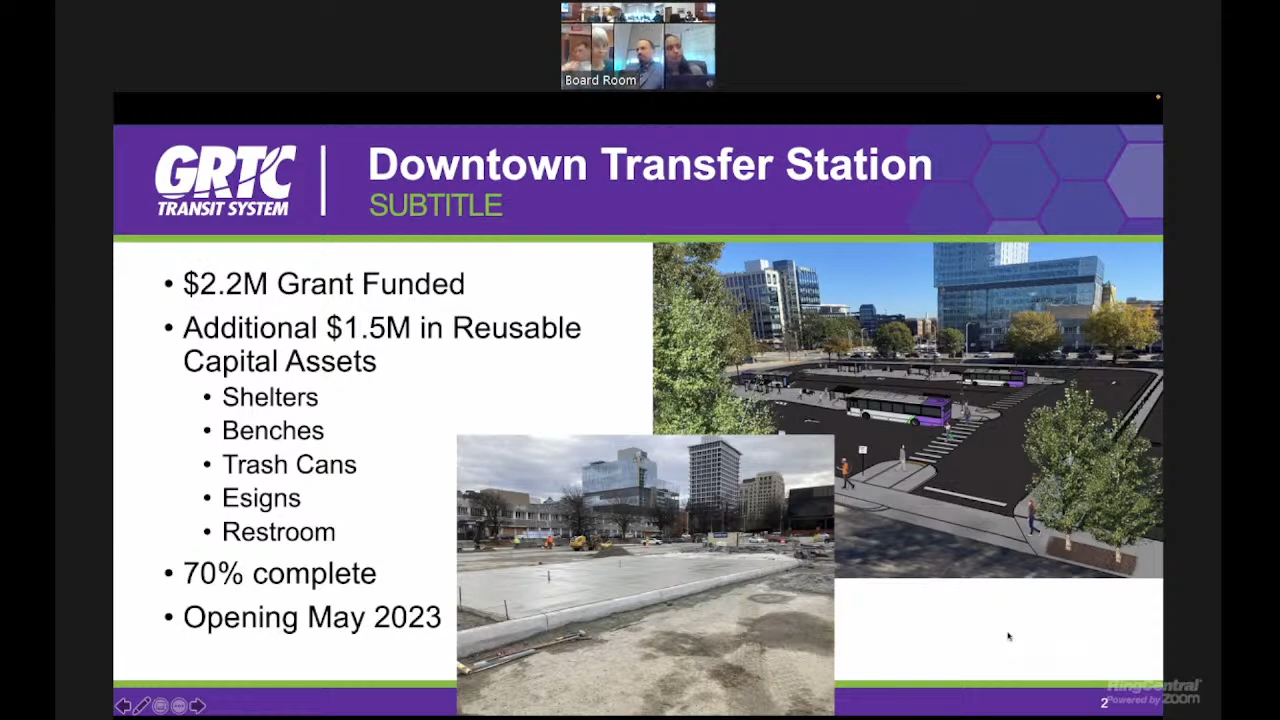 Board Room
GRTC
TRANSIT SYSTEM
Downtown Transfer Station
SUBTITLE
• $2.2M Grant Funded
• Additional $1.5M in Reusable
Capital Assets
• Shelters
• Benches
• Trash Cans
• Esigns
• Restroom
• 70% complete
• Opening May 2023
2
RingCentral
Powered by zoom